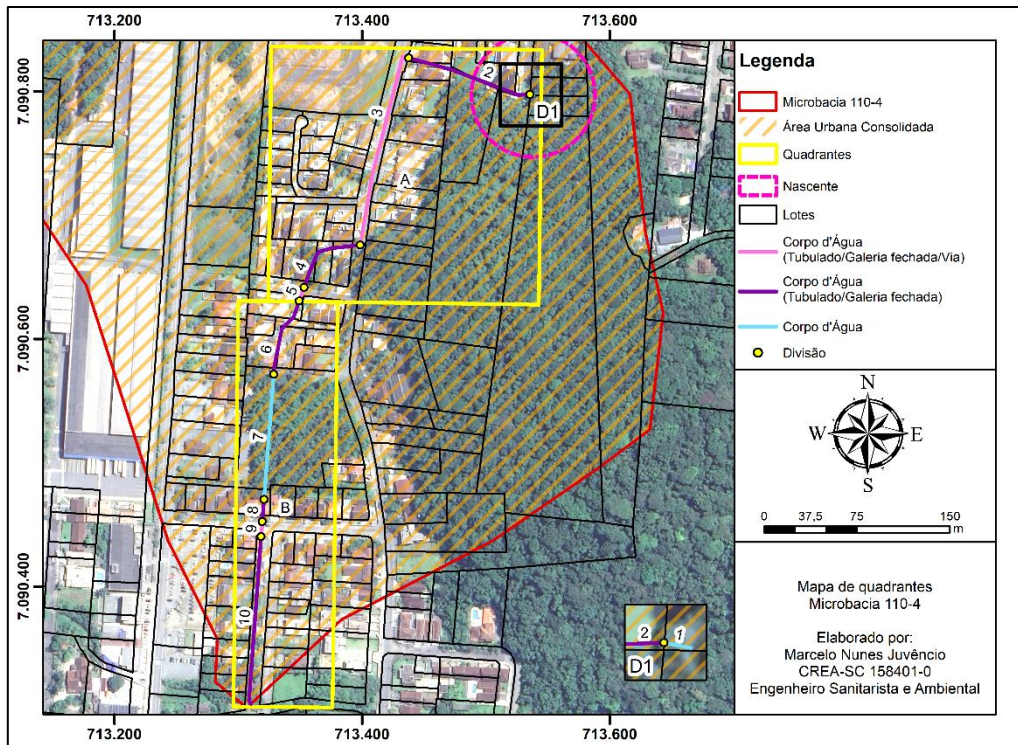 713.200
713.400
713.600
7.090.800
7.090.600
7.090.400
2
D1
3
A
4
5
6
7
8
B
9
10
2
1
D1
Legenda
Microbacia 110-4
Área Urbana Consolidada
Quadrantes
Nascente
Lotes
Corpo d'Água
(Tubulado/Galeria fechada/Via)
Corpo d'Água
(Tubulado/Galeria fechada)
Corpo d'Água
Divisão
N
W
E
S
0 37,5 75 150
m
Mapa de quadrantes
Microbacia 110-4
Elaborado por:
Marcelo Nunes Juvêncio
CREA-SC 158401-0
Engenheiro Sanitarista e Ambiental
713.200
713.400
713.600